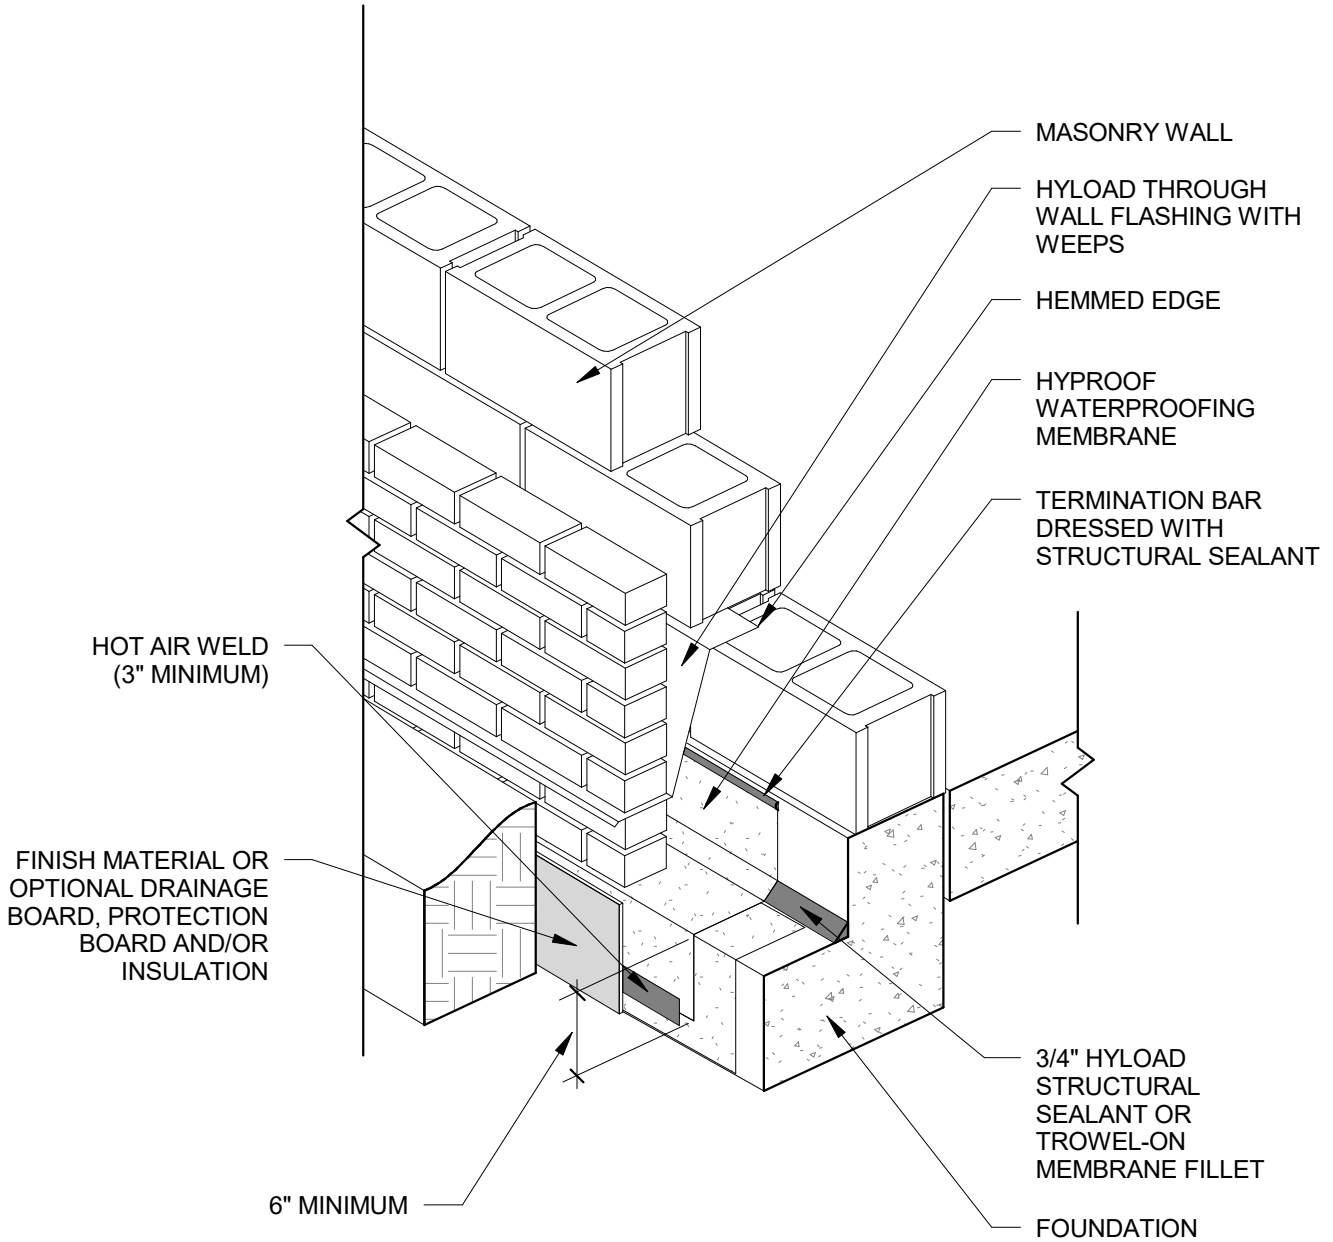 MASONRY WALL
HYLOAD THROUGH
WALL FLASHING WITH
WEEPS
HEMMED EDGE
HYPROOF
WATERPROOFING
MEMBRANE
TERMINATION BAR
DRESSED WITH
STRUCTURAL SEALANT
HOT AIR WELD
(3" MINIMUM)
FINISH MATERIAL OR
OPTIONAL DRAINAGE
BOARD, PROTECTION
BOARD AND/OR
INSULATION
3/4" HYLOAD
STRUCTURAL
SEALANT OR
TROWEL-ON
MEMBRANE FILLET
6" MINIMUM
FOUNDATION